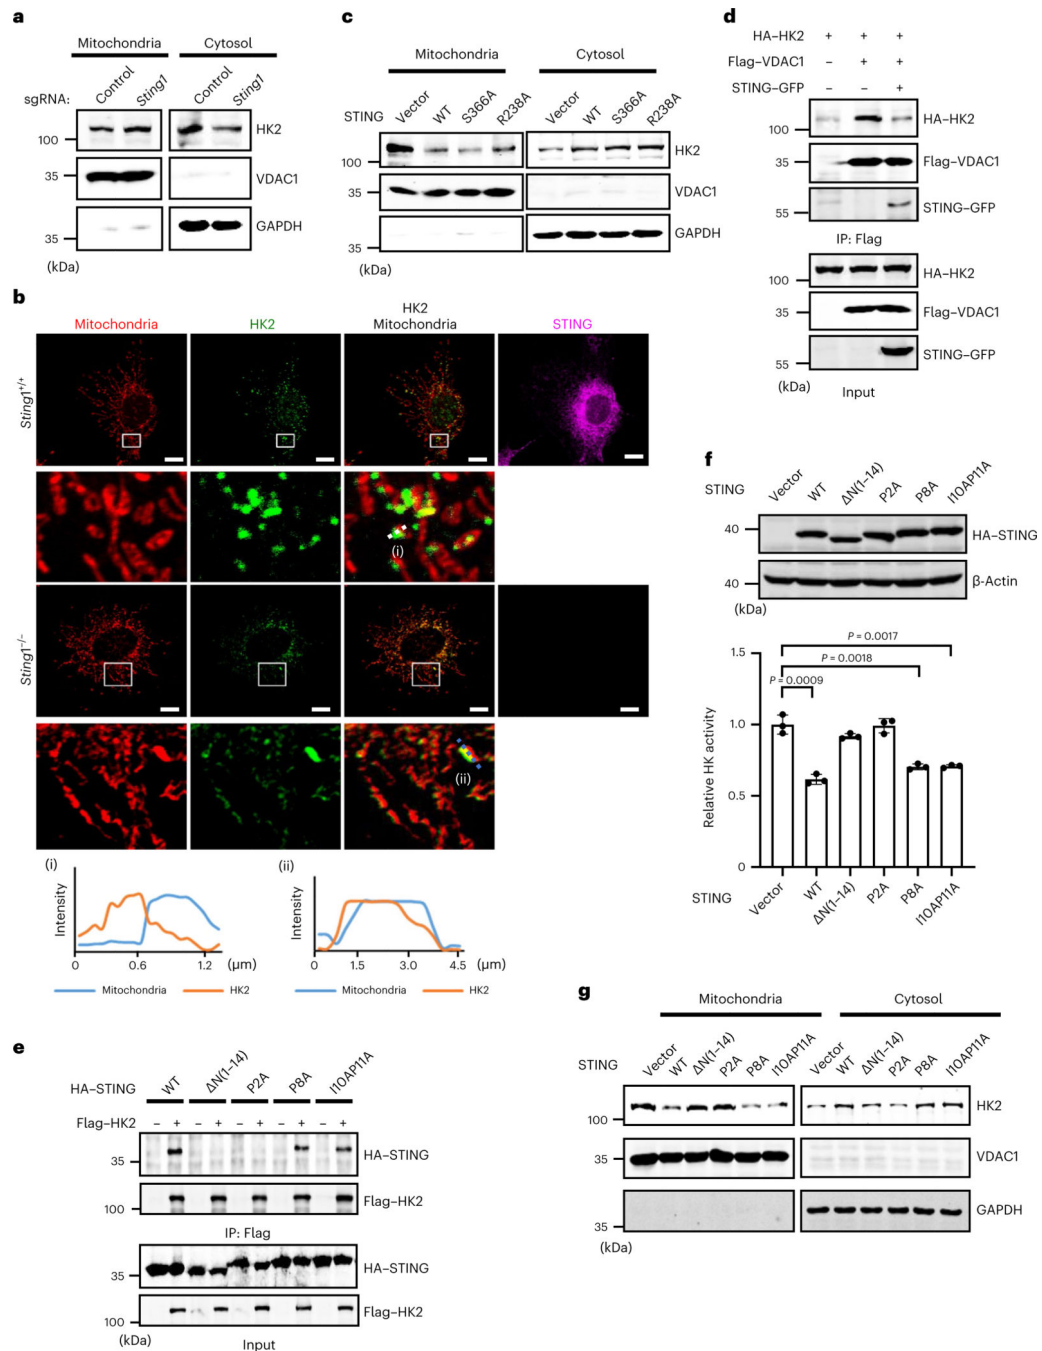 a
Mitochondria Cytosol
sgRNA: Control Sting1 Control Sting1
100 HK2
35 VDAC1
35 GAPDH
(kDa)
b
Mitochondria HK2 HK2 Mitochondria STING
Sting1+/+
(i)
Sting1−/−
(ii)
(i) (ii)
Intensity Intensity
0 0.6 1.2 (μm) 0 1.5 3.0 4.5 (μm)
Mitochondria HK2 Mitochondria HK2
c
Mitochondria Cytosol
STING Vector WT S366A R238A Vector WT S366A R238A
100 HK2
35 VDAC1
35 GAPDH
(kDa)
d
HA–HK2 + + +
Flag–VDAC1 – + +
STING–GFP – – +
100 HA–HK2
35 Flag–VDAC1
55 STING–GFP
IP: Flag
100 HA–HK2
35 Flag–VDAC1
55 STING–GFP
(kDa)
Input
e
HA–STING WT ΔN(1–14) P2A P8A I10AP11A
Flag–HK2 – + – + – + – + – +
35 HA–STING
100 Flag–HK2
IP: Flag
35 HA–STING
100 Flag–HK2
(kDa)
Input
f
STING Vector WT ΔN(1–14) P2A P8A I10AP11A
40 HA–STING
40 β-Actin
(kDa)
P = 0.0017
P = 0.0018
P = 0.0009
Relative HK activity
1.5
1.0
0.5
0
STING Vector WT ΔN(1–14) P2A P8A I10AP11A
g
Mitochondria Cytosol
STING Vector WT ΔN(1–14) P2A P8A I10AP11A Vector WT ΔN(1–14) P2A P8A I10AP11A
100 HK2
35 VDAC1
35 GAPDH
(kDa)